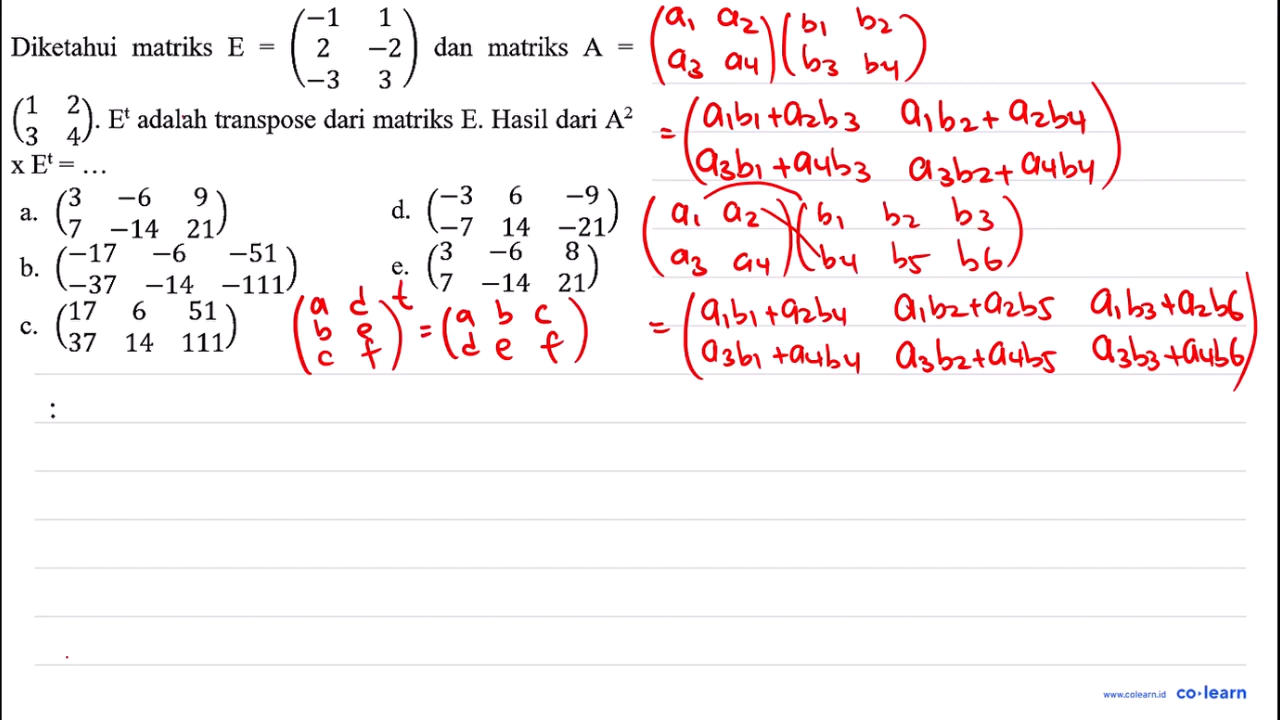 Diketahui matriks E = (−1 1 2 −2 −3 3) dan matriks A =
(1 2 3 4). Eᵗ adalah transpose dari matriks E. Hasil dari A²
x Eᵗ = …
a. (3 −6 9 7 −14 21) d. (−3 6 −9 −7 14 −21)
b. (−17 −6 −51 −37 −14 −111) e. (3 −6 8 7 −14 21)
c. (17 6 51 37 14 111)
(a d b e c f)ᵗ = (a b c d e f)
:
(a₁ a₂ a₃ a₄)(b₁ b₂ b₃ b₄)
= (a₁b₁+a₂b₃ a₁b₂+a₂b₄
a₃b₁+a₄b₃ a₃b₂+a₄b₄)
(a₁ a₂ a₃ a₄)(b₁ b₂ b₃ b₄ b₅ b₆)
= (a₁b₁+a₂b₄ a₁b₂+a₂b₅ a₁b₃+a₂b₆
a₃b₁+a₄b₄ a₃b₂+a₄b₅ a₃b₃+a₄b₆)
www.colearn.id co·learn